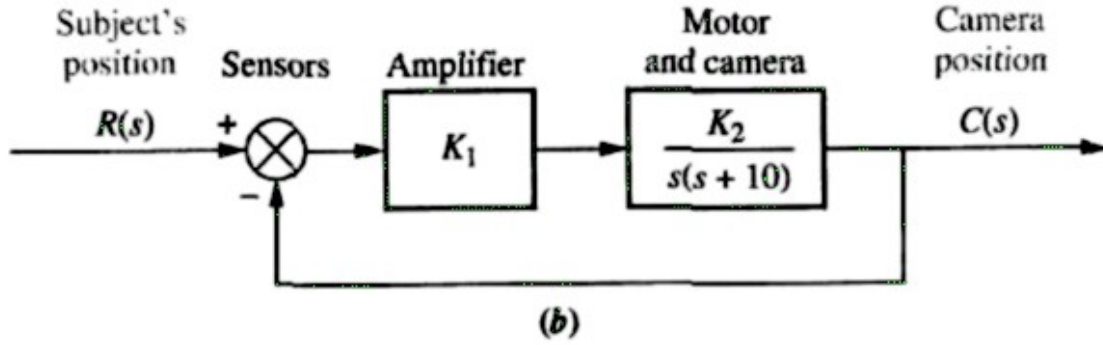 Subject's
position
Sensors
Amplifier
Motor
and camera
Camera
position
R(s)
+
−
K₁
K₂
s(s + 10)
C(s)
(b)